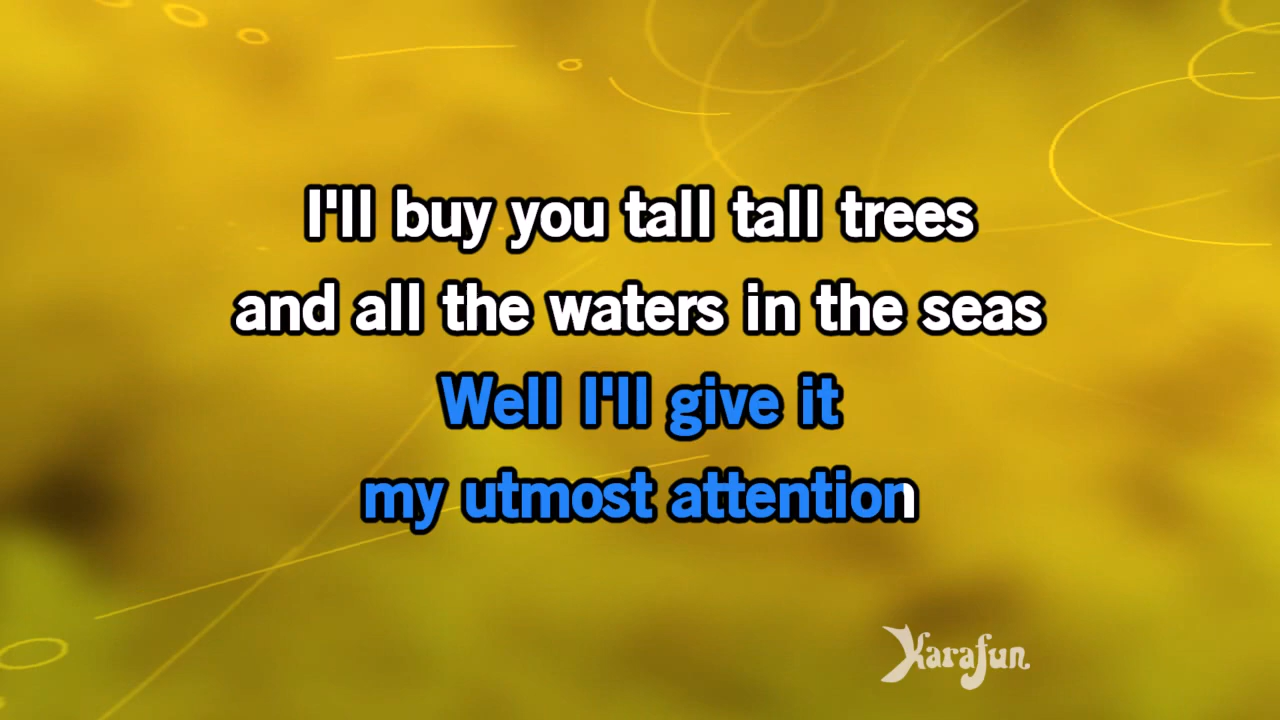 I'll buy you tall tall trees
and all the waters in the seas
Well I'll give it
my utmost attention
Karafun